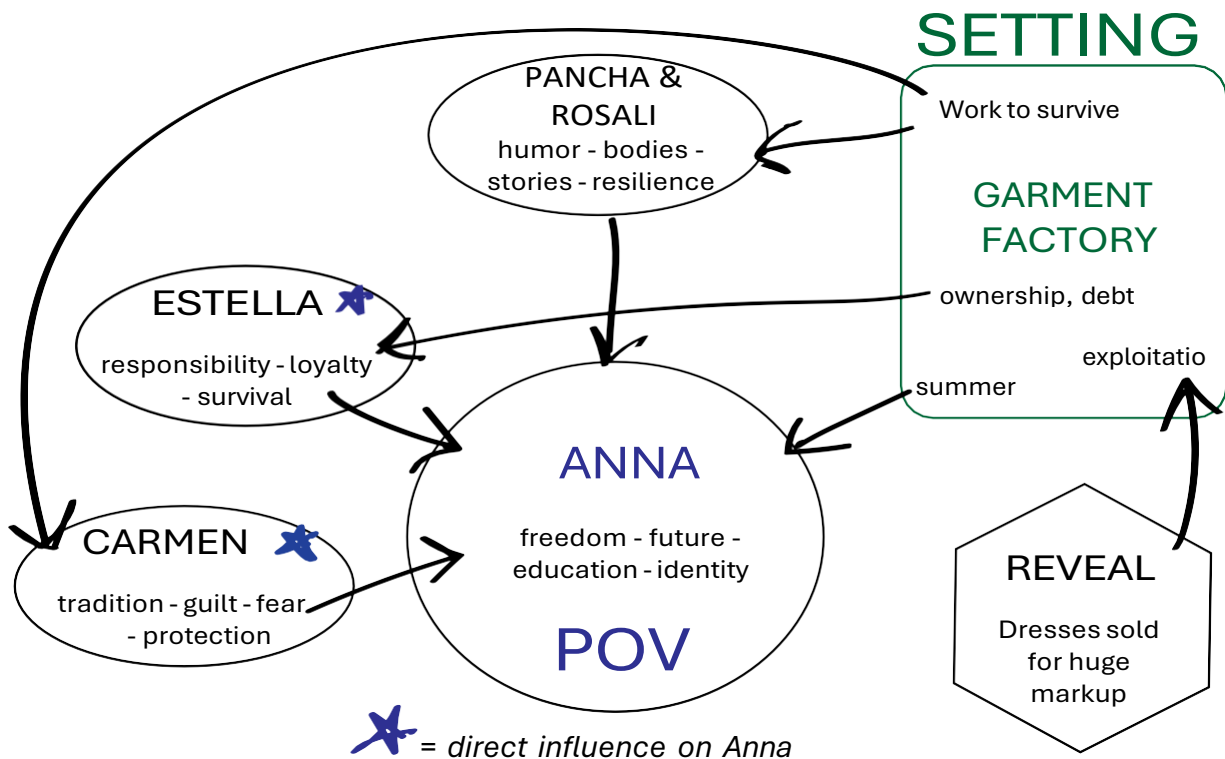 SETTING
PANCHA &
ROSALI
humor - bodies -
stories - resilience
Work to survive
GARMENT
FACTORY
ownership, debt
exploitatio
summer
ESTELLA
responsibility - loyalty
- survival
CARMEN
tradition - guilt - fear
- protection
ANNA
freedom - future -
education - identity
POV
REVEAL
Dresses sold
for huge
markup
= direct influence on Anna